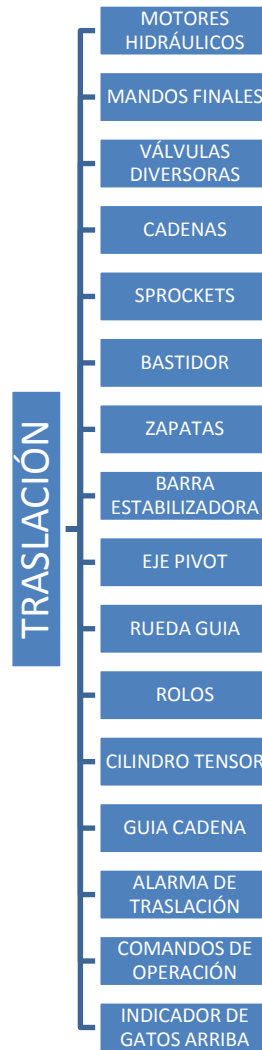 TRASLACIÓN
MOTORES
HIDRÁULICOS
MANDOS FINALES
VÁLVULAS
DIVERSORAS
CADENAS
SPROCKETS
BASTIDOR
ZAPATAS
BARRA
ESTABILIZADORA
EJE PIVOT
RUEDA GUIA
ROLOS
CILINDRO TENSOR
GUIA CADENA
ALARMA DE
TRASLACIÓN
COMANDOS DE
OPERACIÓN
INDICADOR DE
GATOS ARRIBA